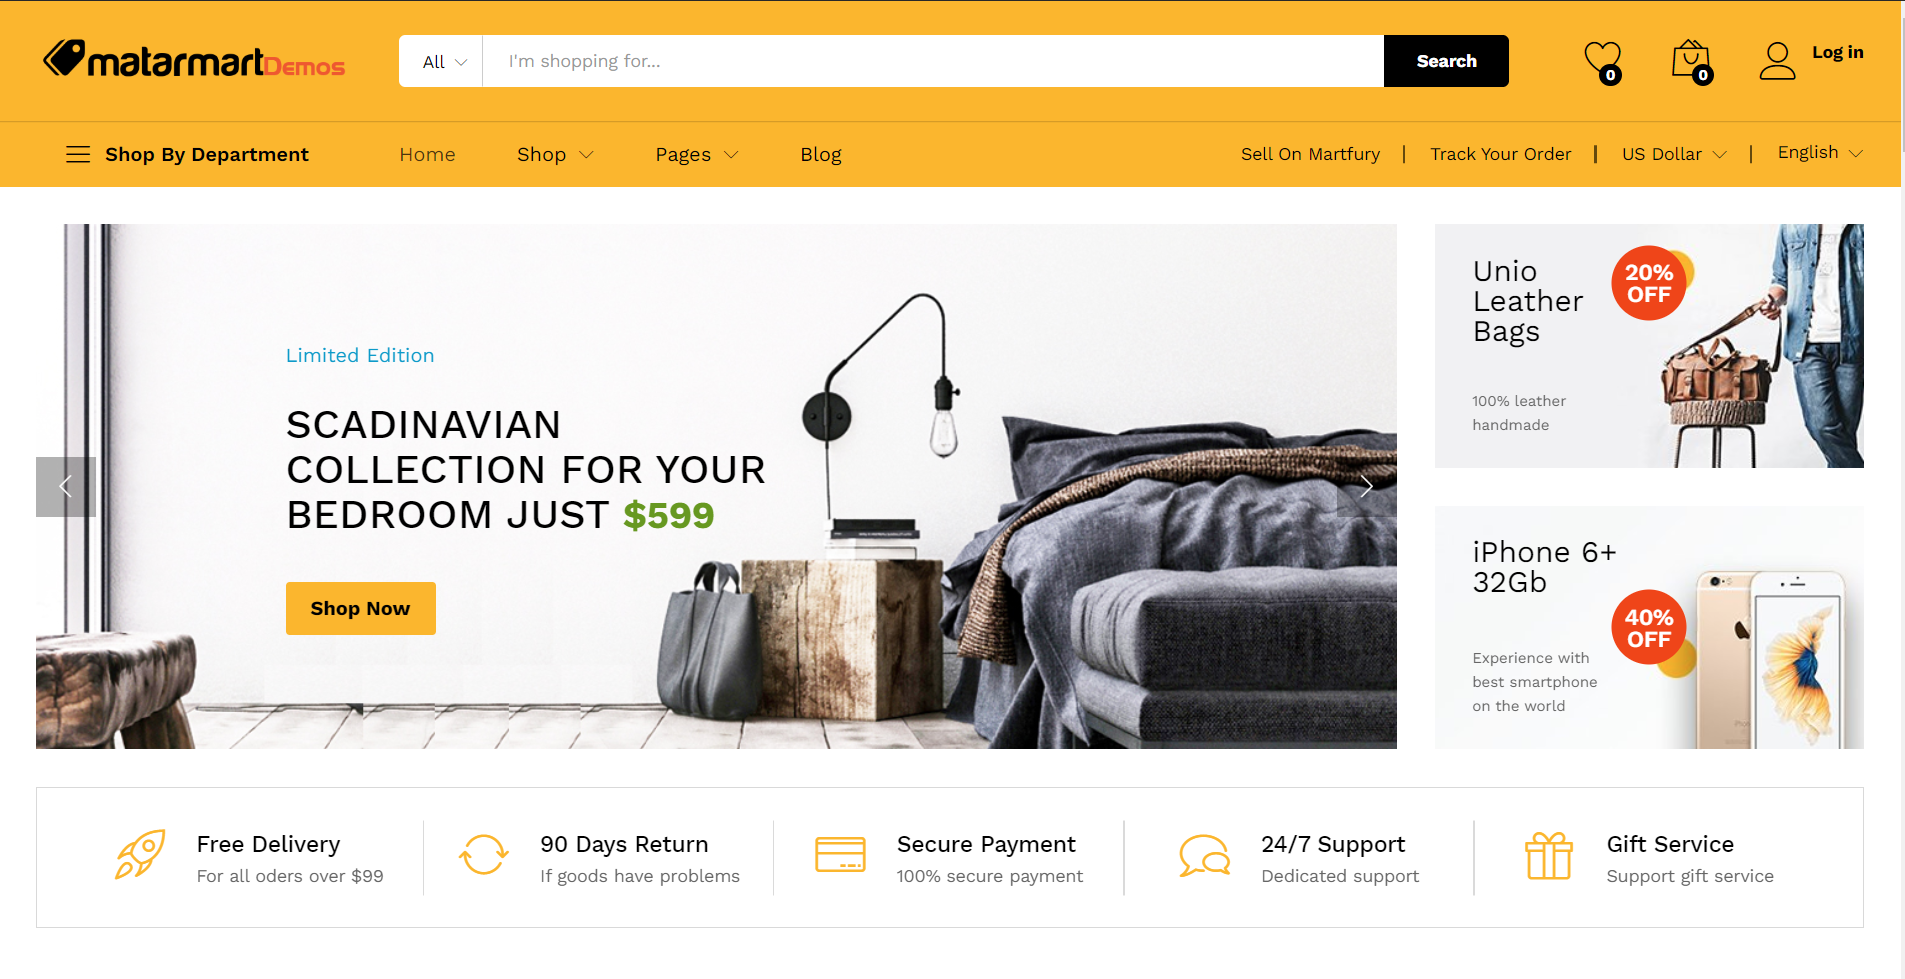 matarmartDemos
All
I'm shopping for...
Search
0
0
Log in
Shop By Department
Home
Shop
Pages
Blog
Sell On Martfury
Track Your Order
US Dollar
English
Limited Edition
SCADINAVIAN
COLLECTION FOR YOUR
BEDROOM JUST $599
Shop Now
Unio
Leather
Bags
20%
OFF
100% leather
handmade
iPhone 6+
32Gb
40%
OFF
Experience with
best smartphone
on the world
Free Delivery
For all oders over $99
90 Days Return
If goods have problems
Secure Payment
100% secure payment
24/7 Support
Dedicated support
Gift Service
Support gift service